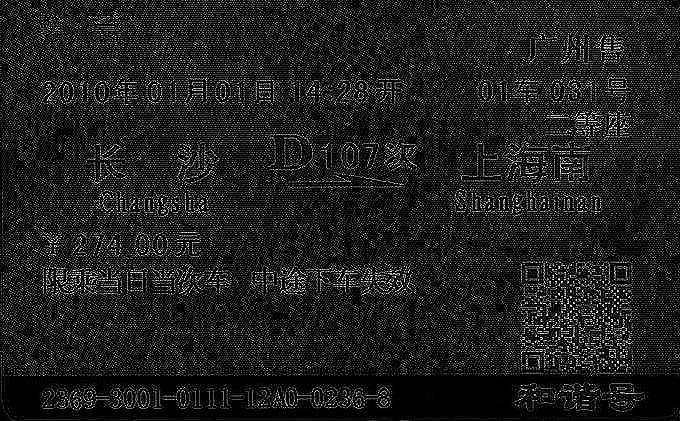 广州售
2010年01月01日 14:28开 01车 031号
二等座
长沙 D107次 上海南
Changsha Shanghainan
￥274.00元
限乘当日当次车 中途下车失效
2369-3001-0111-12A0-0236-8 和谐号